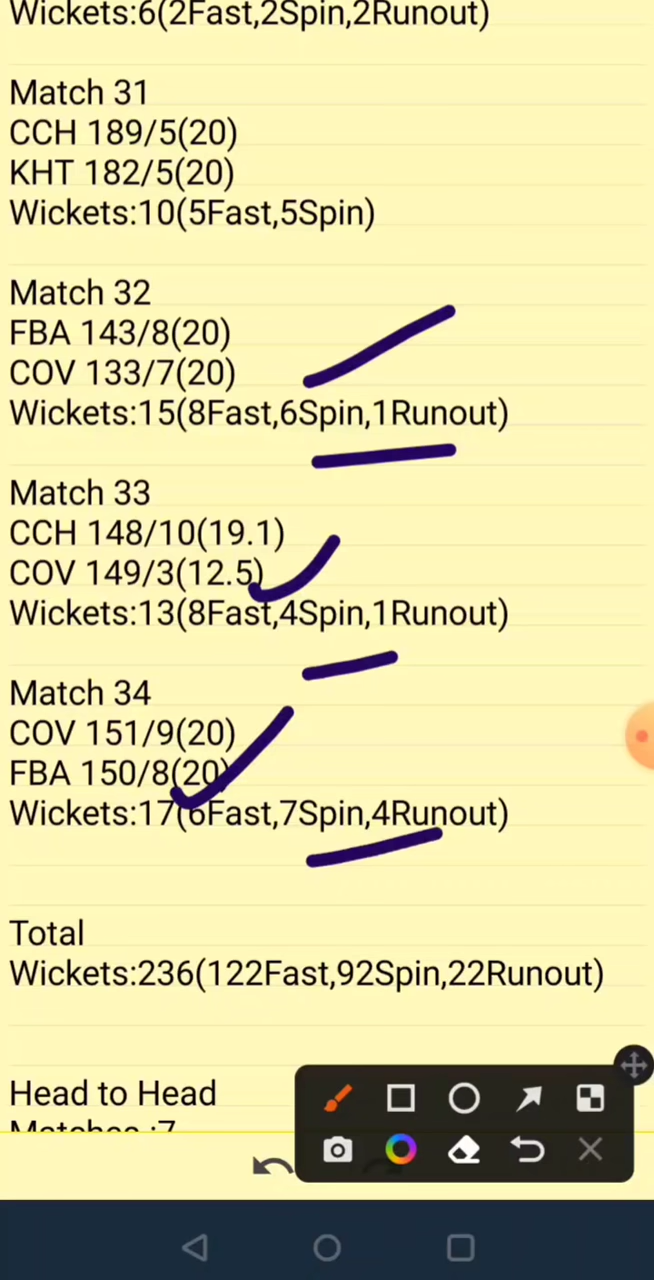 Wickets:6(2Fast,2Spin,2Runout)
Match 31
CCH 189/5(20)
KHT 182/5(20)
Wickets:10(5Fast,5Spin)
Match 32
FBA 143/8(20)
COV 133/7(20)
Wickets:15(8Fast,6Spin,1Runout)
Match 33
CCH 148/10(19.1)
COV 149/3(12.5)
Wickets:13(8Fast,4Spin,1Runout)
Match 34
COV 151/9(20)
FBA 150/8(20)
Wickets:17(6Fast,7Spin,4Runout)
Total
Wickets:236(122Fast,92Spin,22Runout)
Head to Head
Matches :7